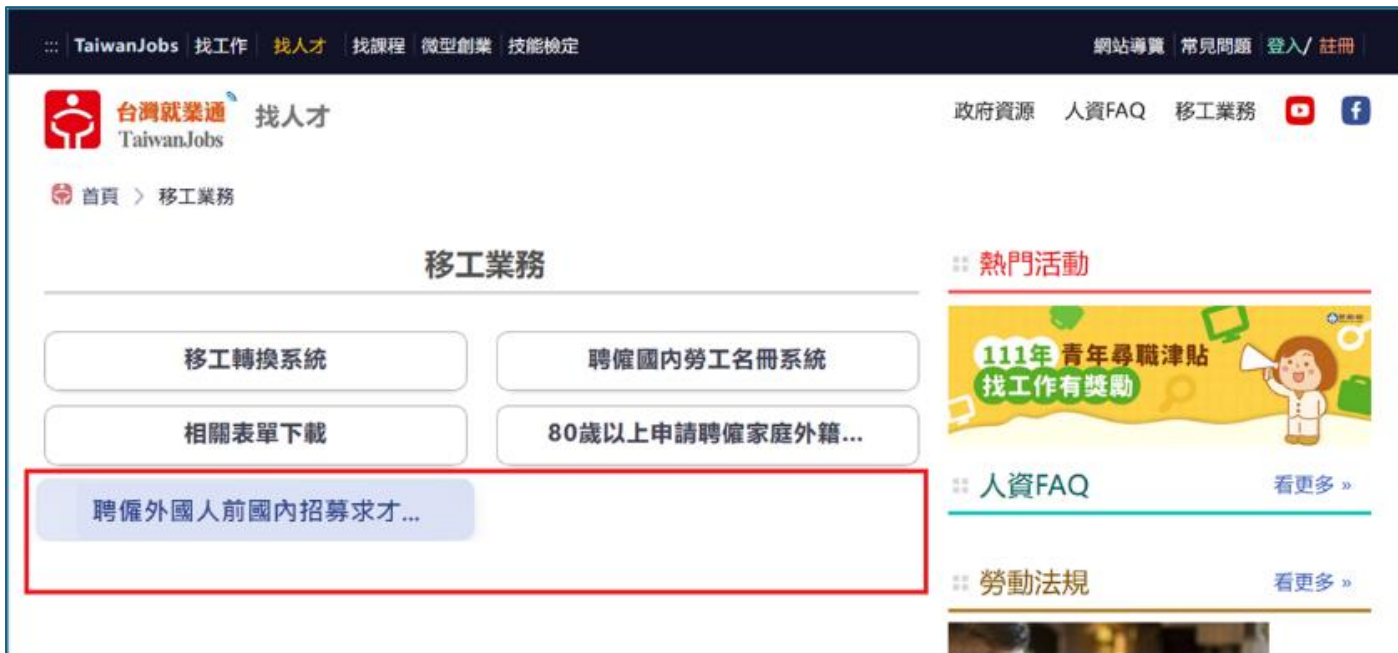 ::: TaiwanJobs 找工作 找人才 找課程 微型創業 技能檢定 網站導覽 常見問題 登入/ 註冊
台灣就業通 找人才 政府資源 人資FAQ 移工業務
TaiwanJobs
首頁 > 移工業務
移工業務
移工轉換系統 聘僱國內勞工名冊系統
相關表單下載 80歲以上申請聘僱家庭外籍...
聘僱外國人前國內招募求才...
熱門活動
111年 青年尋職津貼
找工作有獎勵
人資FAQ 看更多 »
勞動法規 看更多 »